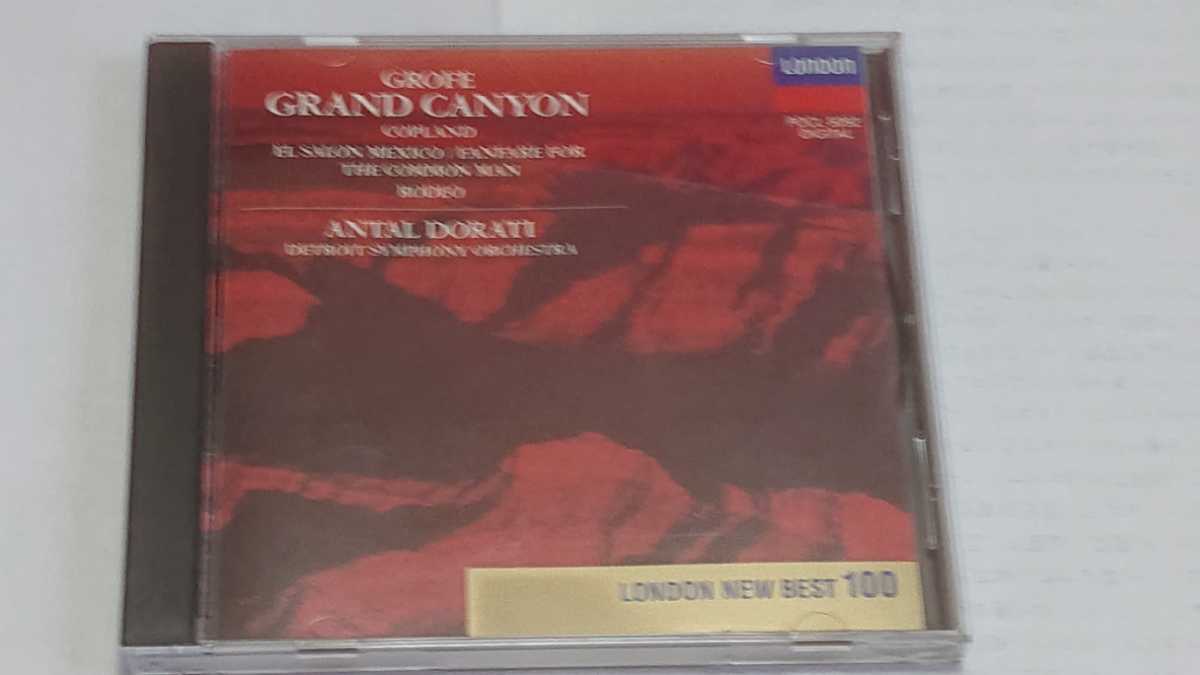 GROFE
GRAND CANYON
COPLAND
EL SALON MEXICO / FANFARE FOR
THE COMMON MAN
RODEO
ANTAL DORATI
DETROIT SYMPHONY ORCHESTRA
London
DIGITAL
LONDON NEW BEST 100